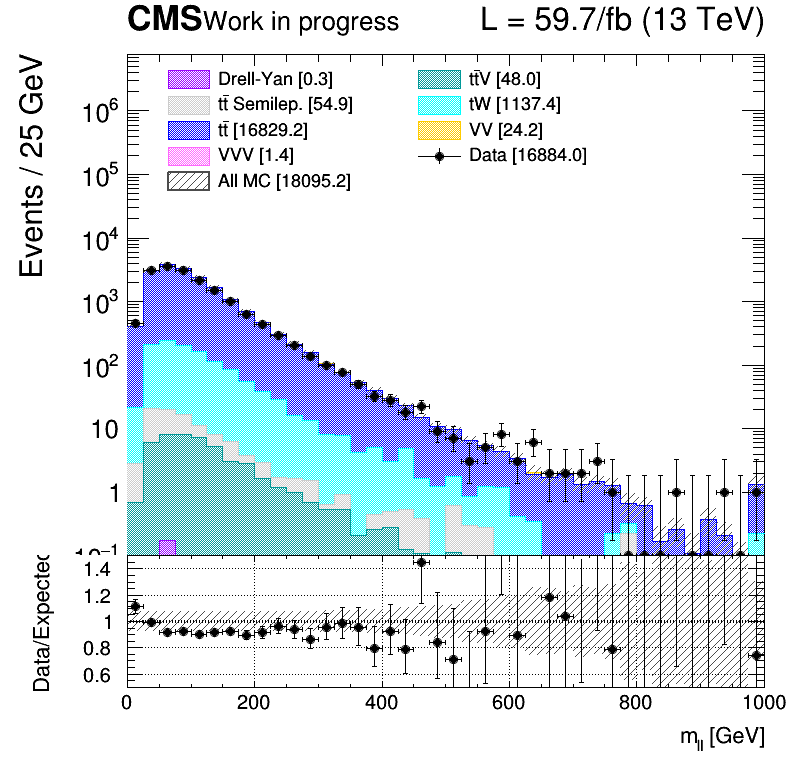 CMS Work in progress L = 59.7/fb (13 TeV)
Events / 25 GeV
Drell-Yan [0.3] tt̄V [48.0]
tt̄ Semilep. [54.9] tW [1137.4]
tt̄ [16829.2] VV [24.2]
VVV [1.4] Data [16884.0]
All MC [18095.2]
10⁶
10⁵
10⁴
10³
10²
10
1
10⁻¹
Data/Expected
1.4
1.2
1
0.8
0.6
0 200 400 600 800 1000
m_ll [GeV]